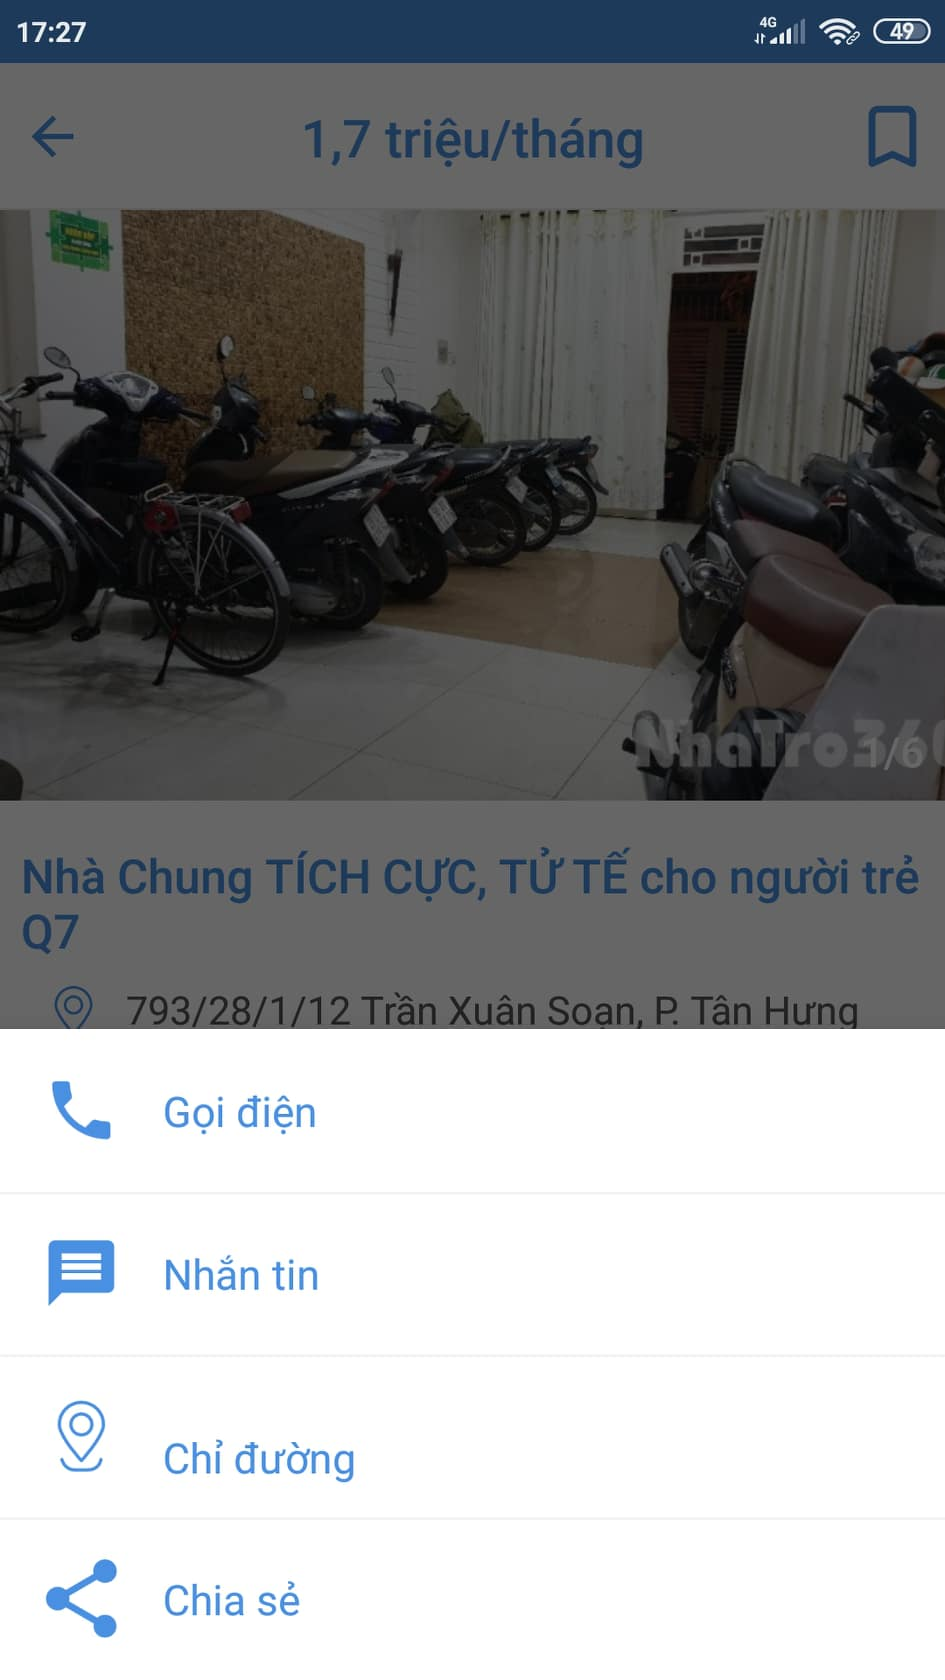 17:27
4G
49
1,7 triệu/tháng
NhaTro36
1/6
Nhà Chung TÍCH CỰC, TỬ TẾ cho người trẻ
Q7
793/28/1/12 Trần Xuân Soạn, P. Tân Hưng
Gọi điện
Nhắn tin
Chỉ đường
Chia sẻ